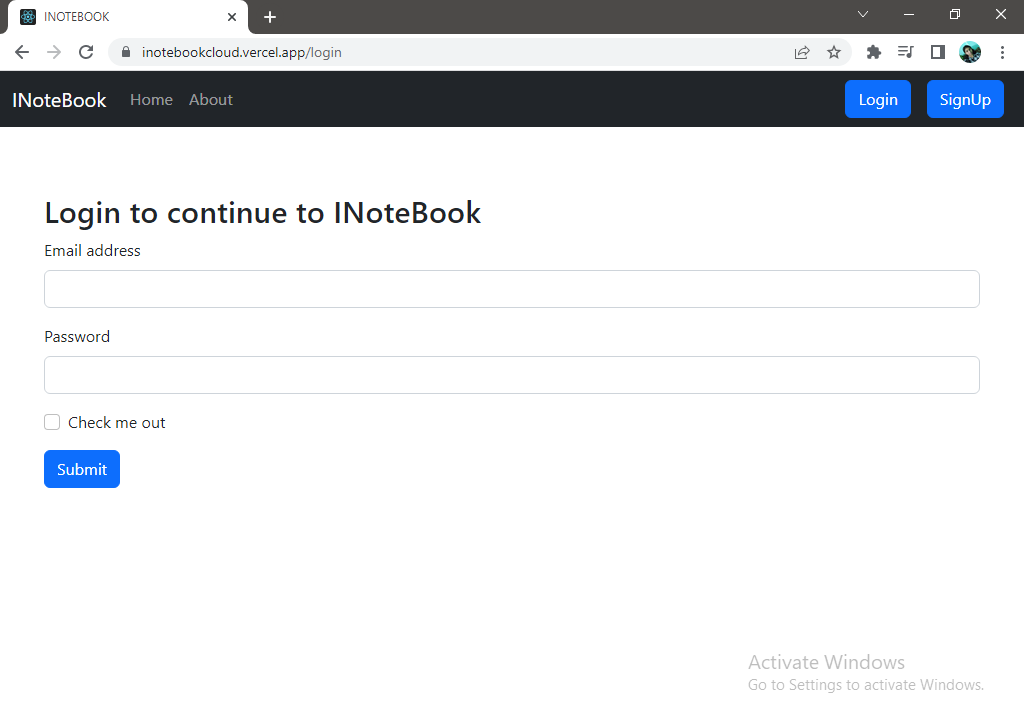 INOTEBOOK
inotebookcloud.vercel.app/login
INoteBook Home About Login SignUp
Login to continue to INoteBook
Email address
Password
Check me out
Submit
Activate Windows
Go to Settings to activate Windows.